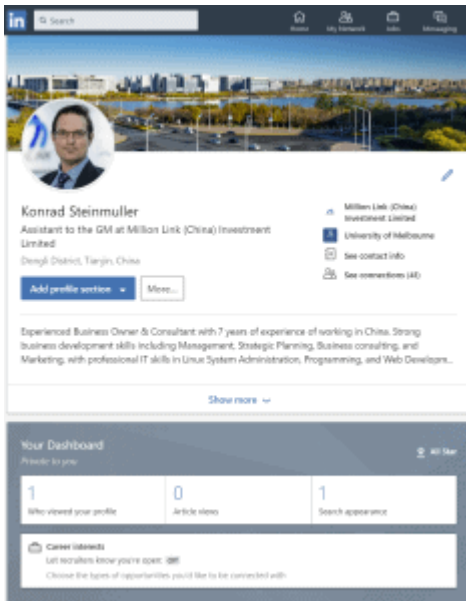 in
Search
Home
My Network
Jobs
Messaging
Konrad Steinmuller
Assistant to the GM at Million Link (China) Investment
Limited
Dongli District, Tianjin, China
Add profile section
More...
Million Link (China)
Investment Limited
University of Melbourne
See contact info
See connections
Experienced Business Owner & Consultant with 7 years of experience of working in China. Strong
business development skills including Management, Strategic Planning, Business consulting, and
Marketing, with professional IT skills in Linux System Administration, Programming, and Web Developm...
Show more
Your Dashboard
Private to you
All Star
1
Who viewed your profile
0
Article views
1
Search appearance
Career interests
Let recruiters know you're open: Off
Choose the types of opportunities you'd like to be connected with